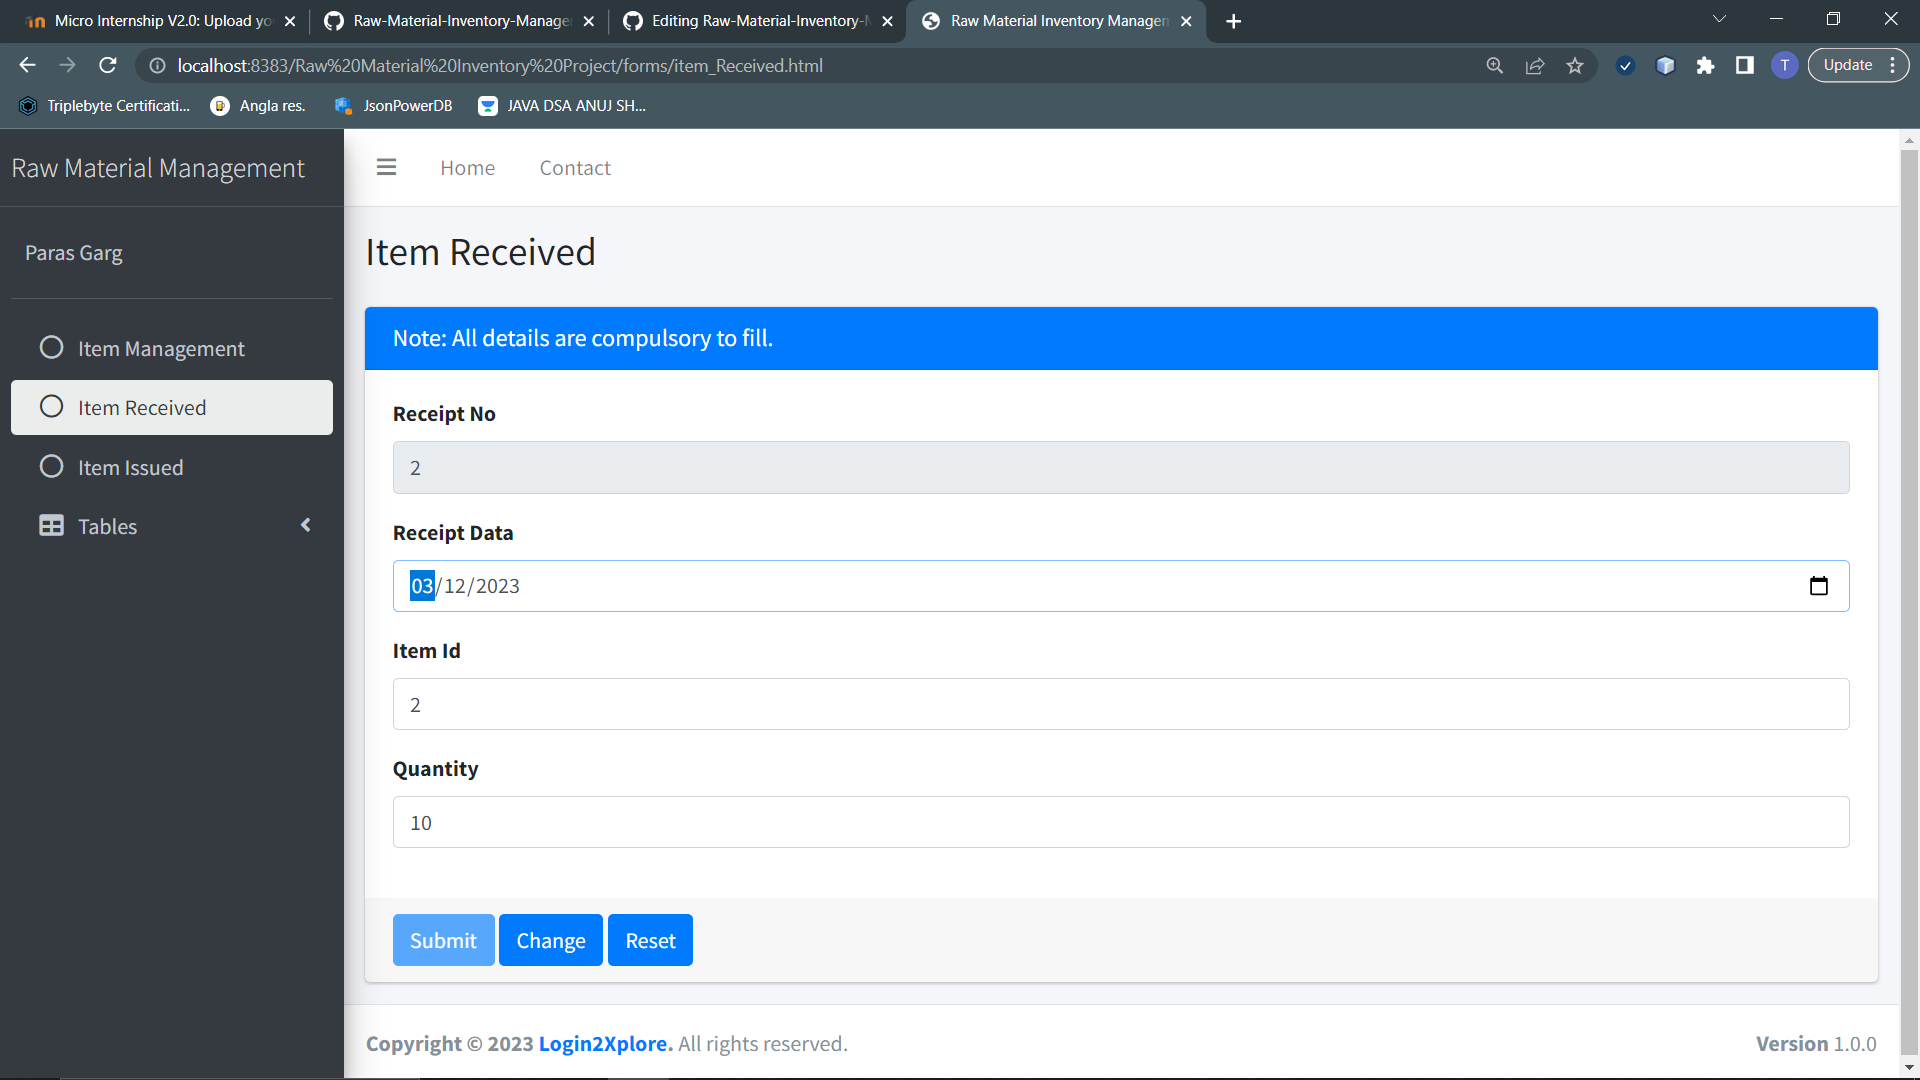 Micro Internship V2.0: Upload yo
Raw-Material-Inventory-Manage
Editing Raw-Material-Inventory-
Raw Material Inventory Managem
localhost:8383/Raw%20Material%20Inventory%20Project/forms/item_Received.html
T
Update
Triplebyte Certificati...
Angla res.
JsonPowerDB
JAVA DSA ANUJ SH...
Raw Material Management
Home
Contact
Paras Garg
Item Management
Item Received
Item Issued
Tables
Item Received
Note: All details are compulsory to fill.
Receipt No
2
Receipt Data
03/12/2023
Item Id
2
Quantity
10
Submit
Change
Reset
Copyright © 2023 Login2Xplore. All rights reserved.
Version 1.0.0